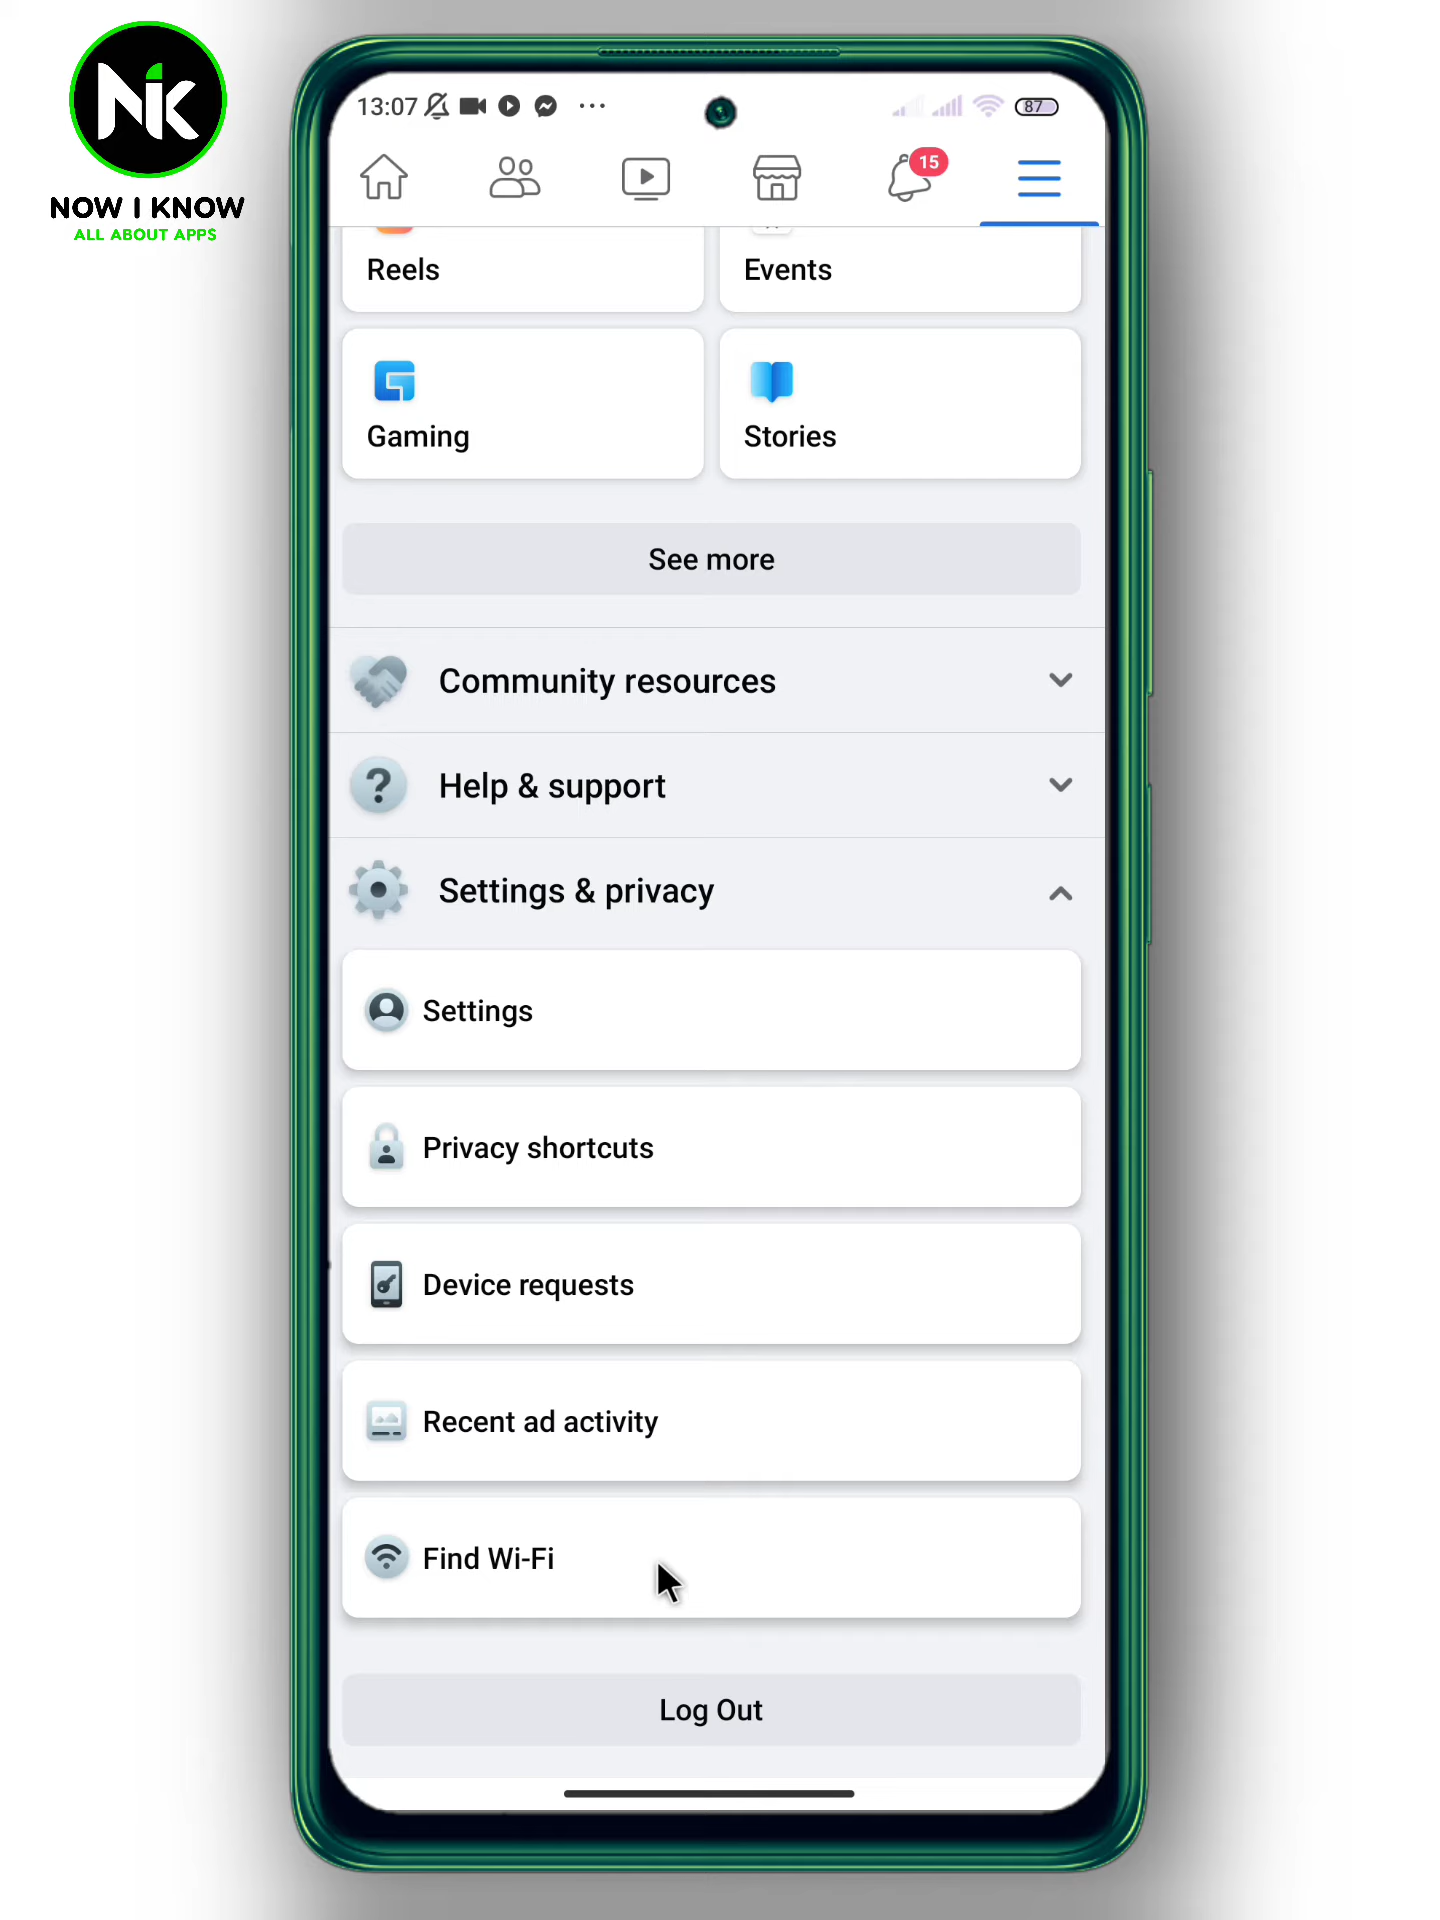 NiK
NOW I KNOW
ALL ABOUT APPS
13:07
87
15
Reels
Events
Gaming
Stories
See more
Community resources
Help & support
Settings & privacy
Settings
Privacy shortcuts
Device requests
Recent ad activity
Find Wi-Fi
Log Out